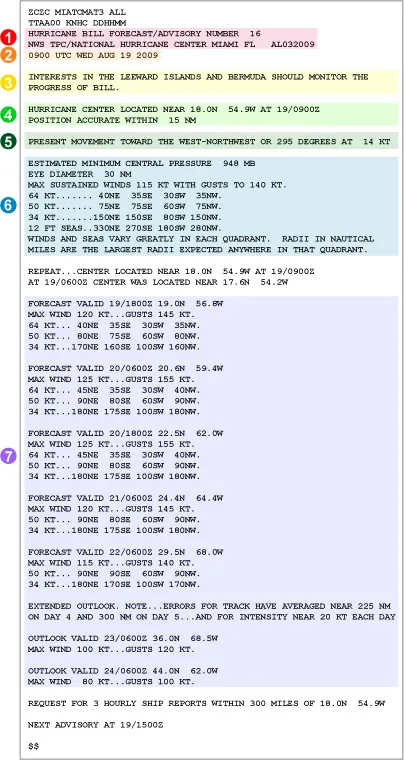 ZCZC MIATCMAT3 ALL
TTAA00 KNHC DDHHMM
1 HURRICANE BILL FORECAST/ADVISORY NUMBER  16
NWS TPC/NATIONAL HURRICANE CENTER MIAMI FL   AL032009
2 0900 UTC WED AUG 19 2009
3 INTERESTS IN THE LEEWARD ISLANDS AND BERMUDA SHOULD MONITOR THE
PROGRESS OF BILL.
4 HURRICANE CENTER LOCATED NEAR 18.0N  54.9W AT 19/0900Z
POSITION ACCURATE WITHIN  15 NM
5 PRESENT MOVEMENT TOWARD THE WEST-NORTHWEST OR 295 DEGREES AT  14 KT
6 ESTIMATED MINIMUM CENTRAL PRESSURE  948 MB
EYE DIAMETER  30 NM
MAX SUSTAINED WINDS 115 KT WITH GUSTS TO 140 KT.
64 KT....... 40NE  35SE  30SW  35NW.
50 KT....... 75NE  75SE  60SW  75NW.
34 KT.......150NE 150SE  80SW 150NW.
12 FT SEAS..330NE 270SE 180SW 280NW.
WINDS AND SEAS VARY GREATLY IN EACH QUADRANT.  RADII IN NAUTICAL
MILES ARE THE LARGEST RADII EXPECTED ANYWHERE IN THAT QUADRANT.
REPEAT...CENTER LOCATED NEAR 18.0N  54.9W AT 19/0900Z
AT 19/0600Z CENTER WAS LOCATED NEAR 17.6N  54.2W
7 FORECAST VALID 19/1800Z 19.0N  56.8W
MAX WIND 120 KT...GUSTS 145 KT.
64 KT... 40NE  35SE  30SW  35NW.
50 KT... 80NE  75SE  60SW  80NW.
34 KT...170NE 160SE 100SW 160NW.
FORECAST VALID 20/0600Z 20.6N  59.4W
MAX WIND 125 KT...GUSTS 155 KT.
64 KT... 45NE  35SE  30SW  40NW.
50 KT... 90NE  80SE  60SW  90NW.
34 KT...180NE 175SE 100SW 180NW.
FORECAST VALID 20/1800Z 22.5N  62.0W
MAX WIND 125 KT...GUSTS 155 KT.
64 KT... 45NE  35SE  30SW  40NW.
50 KT... 90NE  80SE  60SW  90NW.
34 KT...180NE 175SE 100SW 180NW.
FORECAST VALID 21/0600Z 24.4N  64.4W
MAX WIND 120 KT...GUSTS 145 KT.
50 KT... 90NE  80SE  60SW  90NW.
34 KT...180NE 175SE 100SW 180NW.
FORECAST VALID 22/0600Z 29.5N  68.0W
MAX WIND 115 KT...GUSTS 140 KT.
50 KT... 90NE  90SE  60SW  90NW.
34 KT...180NE 170SE 100SW 170NW.
EXTENDED OUTLOOK. NOTE...ERRORS FOR TRACK HAVE AVERAGED NEAR 225 NM
ON DAY 4 AND 300 NM ON DAY 5...AND FOR INTENSITY NEAR 20 KT EACH DAY
OUTLOOK VALID 23/0600Z 36.0N  68.5W
MAX WIND 100 KT...GUSTS 120 KT.
OUTLOOK VALID 24/0600Z 44.0N  62.0W
MAX WIND  80 KT...GUSTS 100 KT.
REQUEST FOR 3 HOURLY SHIP REPORTS WITHIN 300 MILES OF 18.0N  54.9W
NEXT ADVISORY AT 19/1500Z
$$